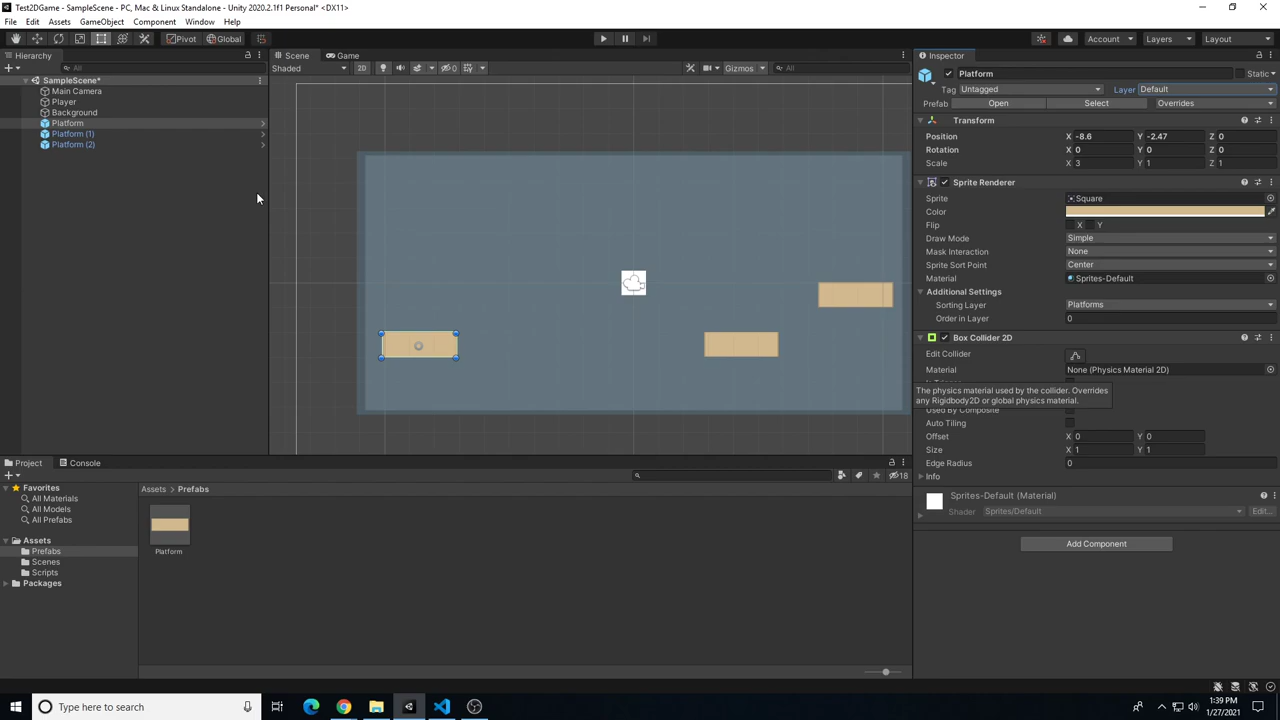 Test2DGame - SampleScene - PC, Mac & Linux Standalone - Unity 2020.2.1f1 Personal* <DX11>
File Edit Assets GameObject Component Window Help
Pivot Global Account Layers Layout
Hierarchy Scene Game Inspector
All Shaded 2D 0 Gizmos All Platform Static
SampleScene*
Tag Untagged Layer Default
Main Camera
Player
Prefab Open Select Overrides
Background
Platform
Transform
Platform (1)
Position X -8.6 Y -2.47 Z 0
Platform (2)
Rotation X 0 Y 0 Z 0
Scale X 3 Y 1 Z 1
Sprite Renderer
Sprite Square
Color
Flip X Y
Draw Mode Simple
Mask Interaction None
Sprite Sort Point Center
Material Sprites-Default
Additional Settings
Sorting Layer Platforms
Order in Layer 0
Box Collider 2D
Edit Collider
Material None (Physics Material 2D)
The physics material used by the collider. Overrides
any Rigidbody2D or global physics material.
Used By Composite
Auto Tiling
Offset X 0 Y 0
Size X 1 Y 1
Edge Radius 0
Info
Project Console
18
Favorites
All Materials
All Models
All Prefabs
Assets > Prefabs
Sprites-Default (Material)
Shader Sprites/Default Edit...
Assets
Prefabs
Scenes
Scripts
Packages
Platform
Add Component
Type here to search
1:39 PM
1/27/2021